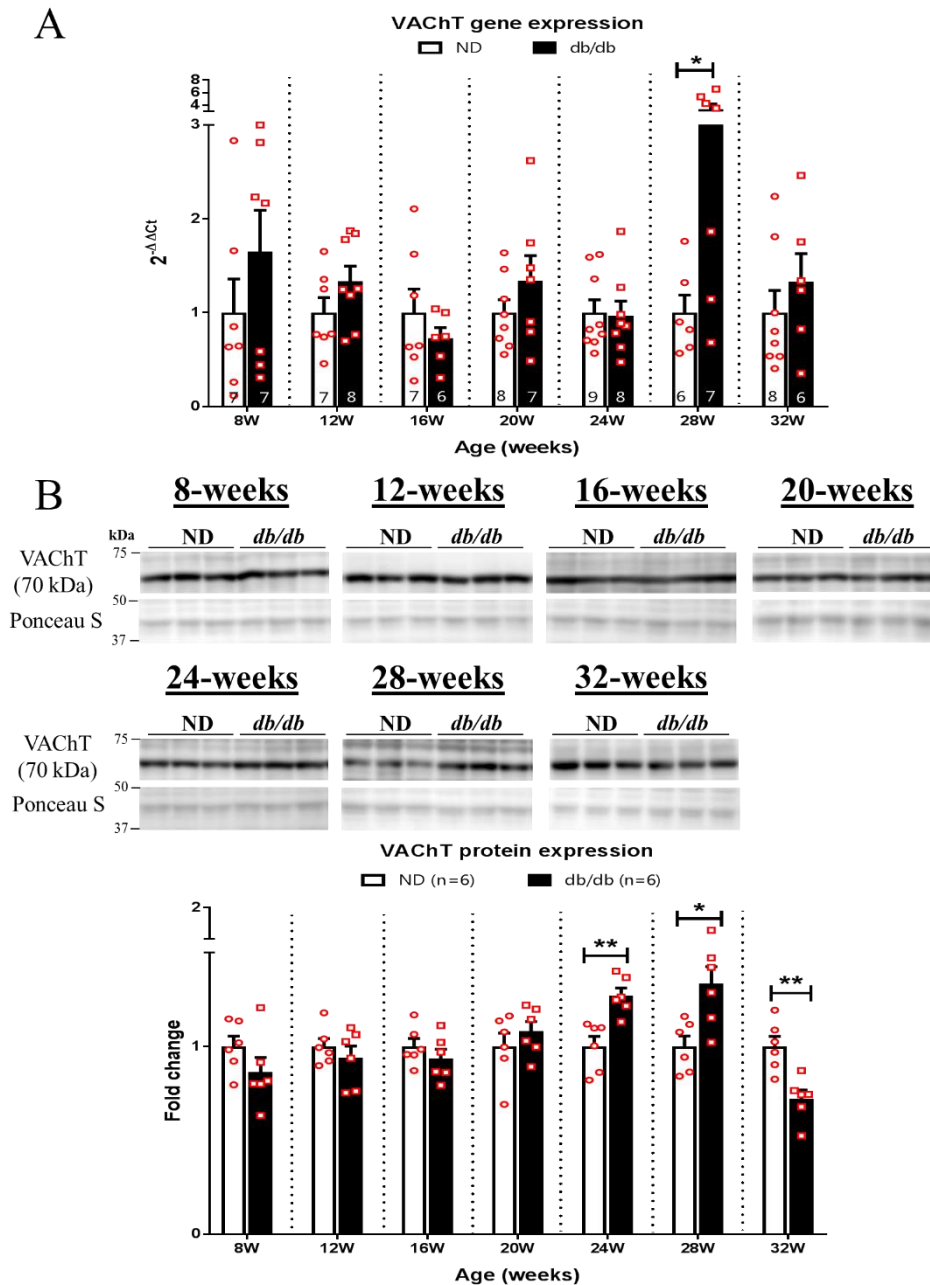 A
VAChT gene expression
ND db/db
*
8
6
4
3
2
1
0
2^-ΔΔCt
7 7 7 8 7 6 8 7 9 8 6 7 8 6
8W 12W 16W 20W 24W 28W 32W
Age (weeks)
B
8-weeks 12-weeks 16-weeks 20-weeks
kDa ND db/db ND db/db ND db/db ND db/db
VAChT
(70 kDa)
75
50
Ponceau S
37
24-weeks 28-weeks 32-weeks
ND db/db ND db/db ND db/db
VAChT
(70 kDa)
75
50
Ponceau S
37
VAChT protein expression
ND (n=6) db/db (n=6)
** * **
2
1
0
Fold change
8W 12W 16W 20W 24W 28W 32W
Age (weeks)